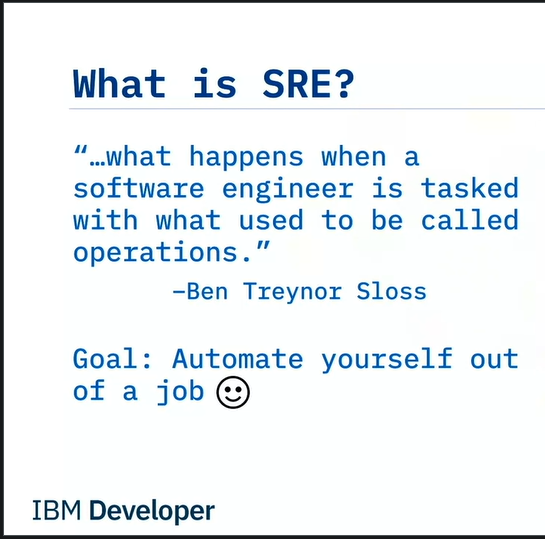 What is SRE?
“…what happens when a
software engineer is tasked
with what used to be called
operations.”
–Ben Treynor Sloss
Goal: Automate yourself out
of a job ☺
IBM Developer